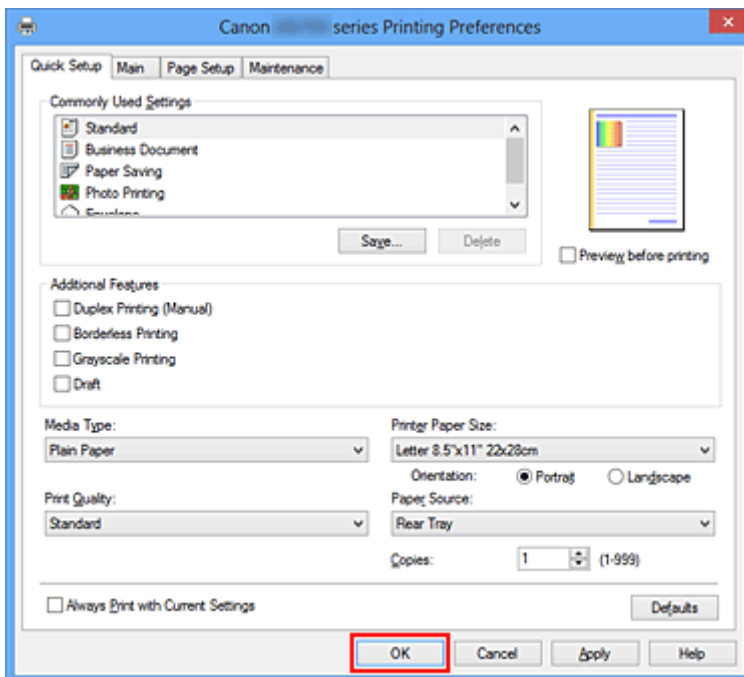 Canon series Printing Preferences
Quick Setup Main Page Setup Maintenance
Commonly Used Settings
Standard
Business Document
Paper Saving
Photo Printing
Envelope
Save... Delete
Preview before printing
Additional Features
Duplex Printing (Manual)
Borderless Printing
Grayscale Printing
Draft
Media Type:
Plain Paper
Printer Paper Size:
Letter 8.5"x11" 22x28cm
Orientation: Portrait Landscape
Print Quality:
Standard
Paper Source:
Rear Tray
Copies: 1 (1-999)
Always Print with Current Settings
Defaults
OK Cancel Apply Help